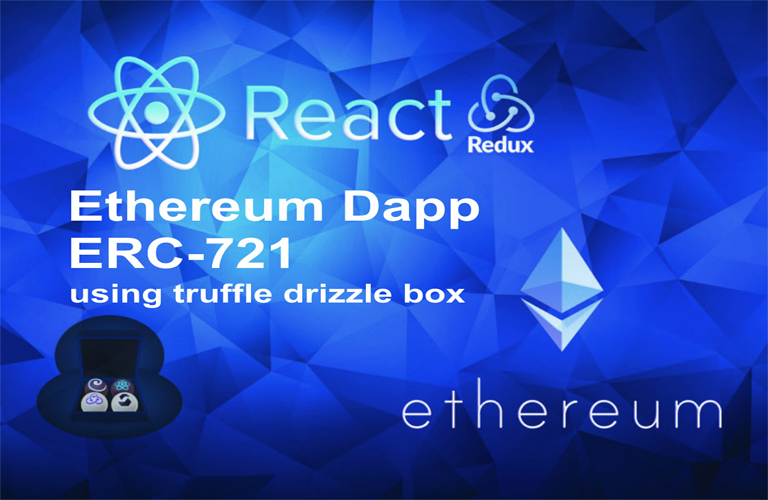 React
Redux
Ethereum Dapp
ERC-721
using truffle drizzle box
ethereum